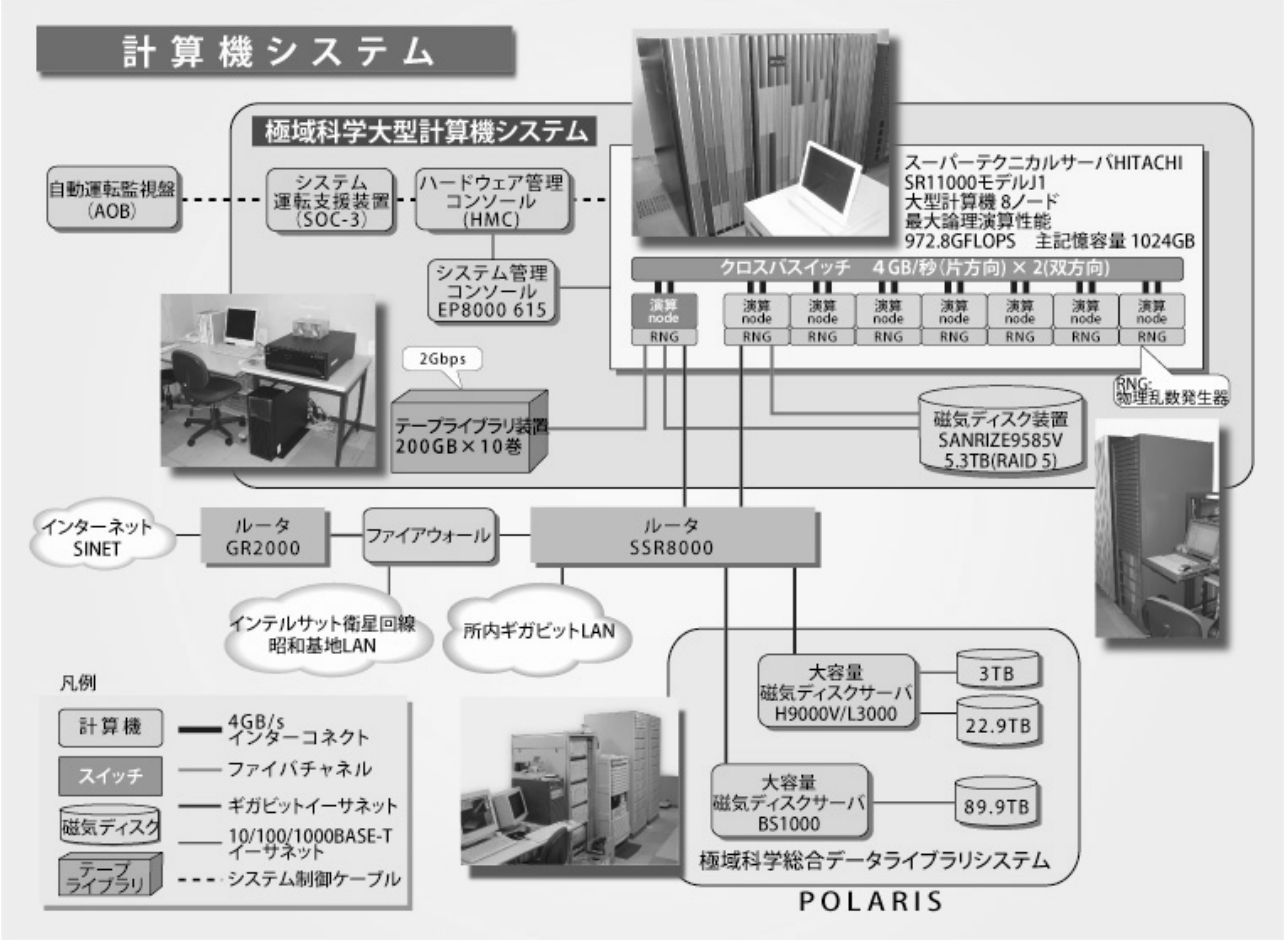 計算機システム
極域科学大型計算機システム
自動運転監視盤
(AOB)
システム
運転支援装置
(SOC-3)
ハードウェア管理
コンソール
(HMC)
システム管理
コンソール
EP8000 615
スーパーテクニカルサーバHITACHI
SR11000モデルJ1
大型計算機 8ノード
最大論理演算性能
972.8GFLOPS 主記憶容量 1024GB
クロスバスイッチ 4GB/秒(片方向)×2(双方向)
演算
node
RNG
演算
node
RNG
演算
node
RNG
演算
node
RNG
演算
node
RNG
演算
node
RNG
演算
node
RNG
演算
node
RNG
RNG:
物理乱数発生器
2Gbps
テープライブラリ装置
200GB×10巻
磁気ディスク装置
SANRIZE9585V
5.3TB(RAID 5)
インターネット
SINET
ルータ
GR2000
ファイアウォール
ルータ
SSR8000
インテルサット衛星回線
昭和基地LAN
所内ギガビットLAN
大容量
磁気ディスクサーバ
H9000V/L3000
3TB
22.9TB
大容量
磁気ディスクサーバ
BS1000
89.9TB
極域科学総合データライブラリシステム
POLARIS
凡例
計算機
4GB/s
インターコネクト
スイッチ
ファイバチャネル
磁気ディスク
ギガビットイーサネット
10/100/1000BASE-T
イーサネット
テープ
ライブラリ
システム制御ケーブル